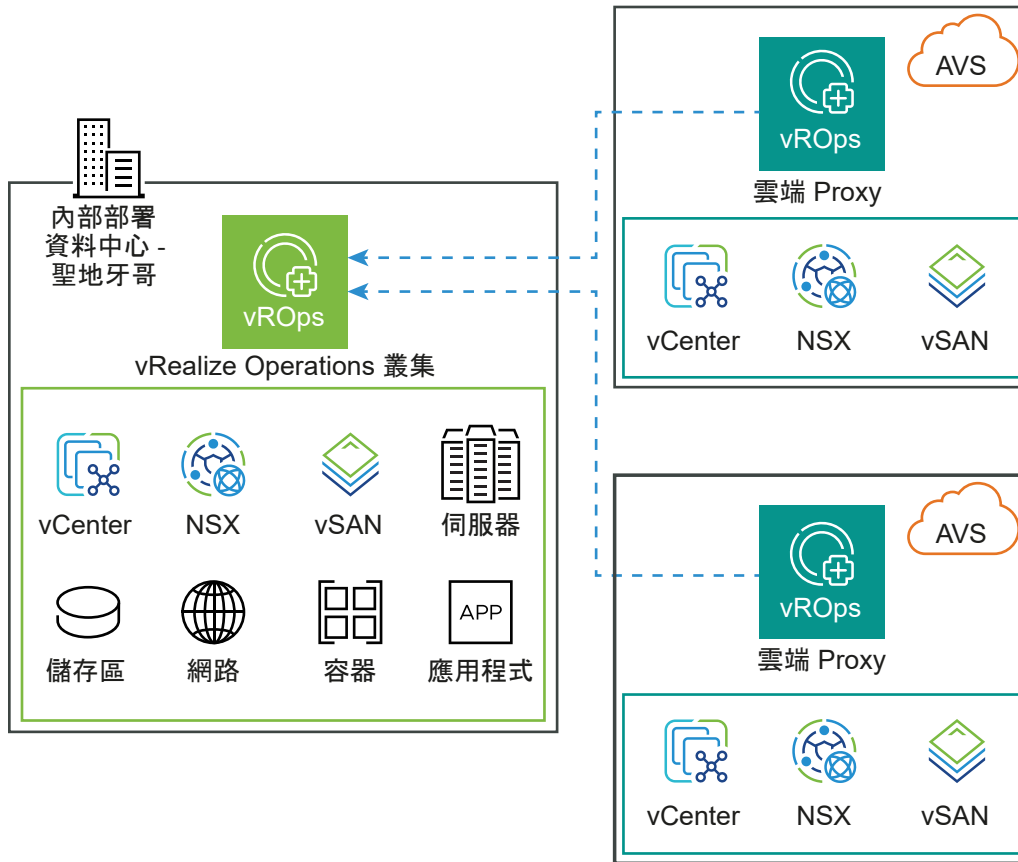 內部部署
資料中心 -
聖地牙哥
vROps
vRealize Operations 叢集
vCenter
NSX
vSAN
伺服器
儲存區
網路
容器
APP
應用程式
AVS
vROps
雲端 Proxy
vCenter
NSX
vSAN
AVS
vROps
雲端 Proxy
vCenter
NSX
vSAN